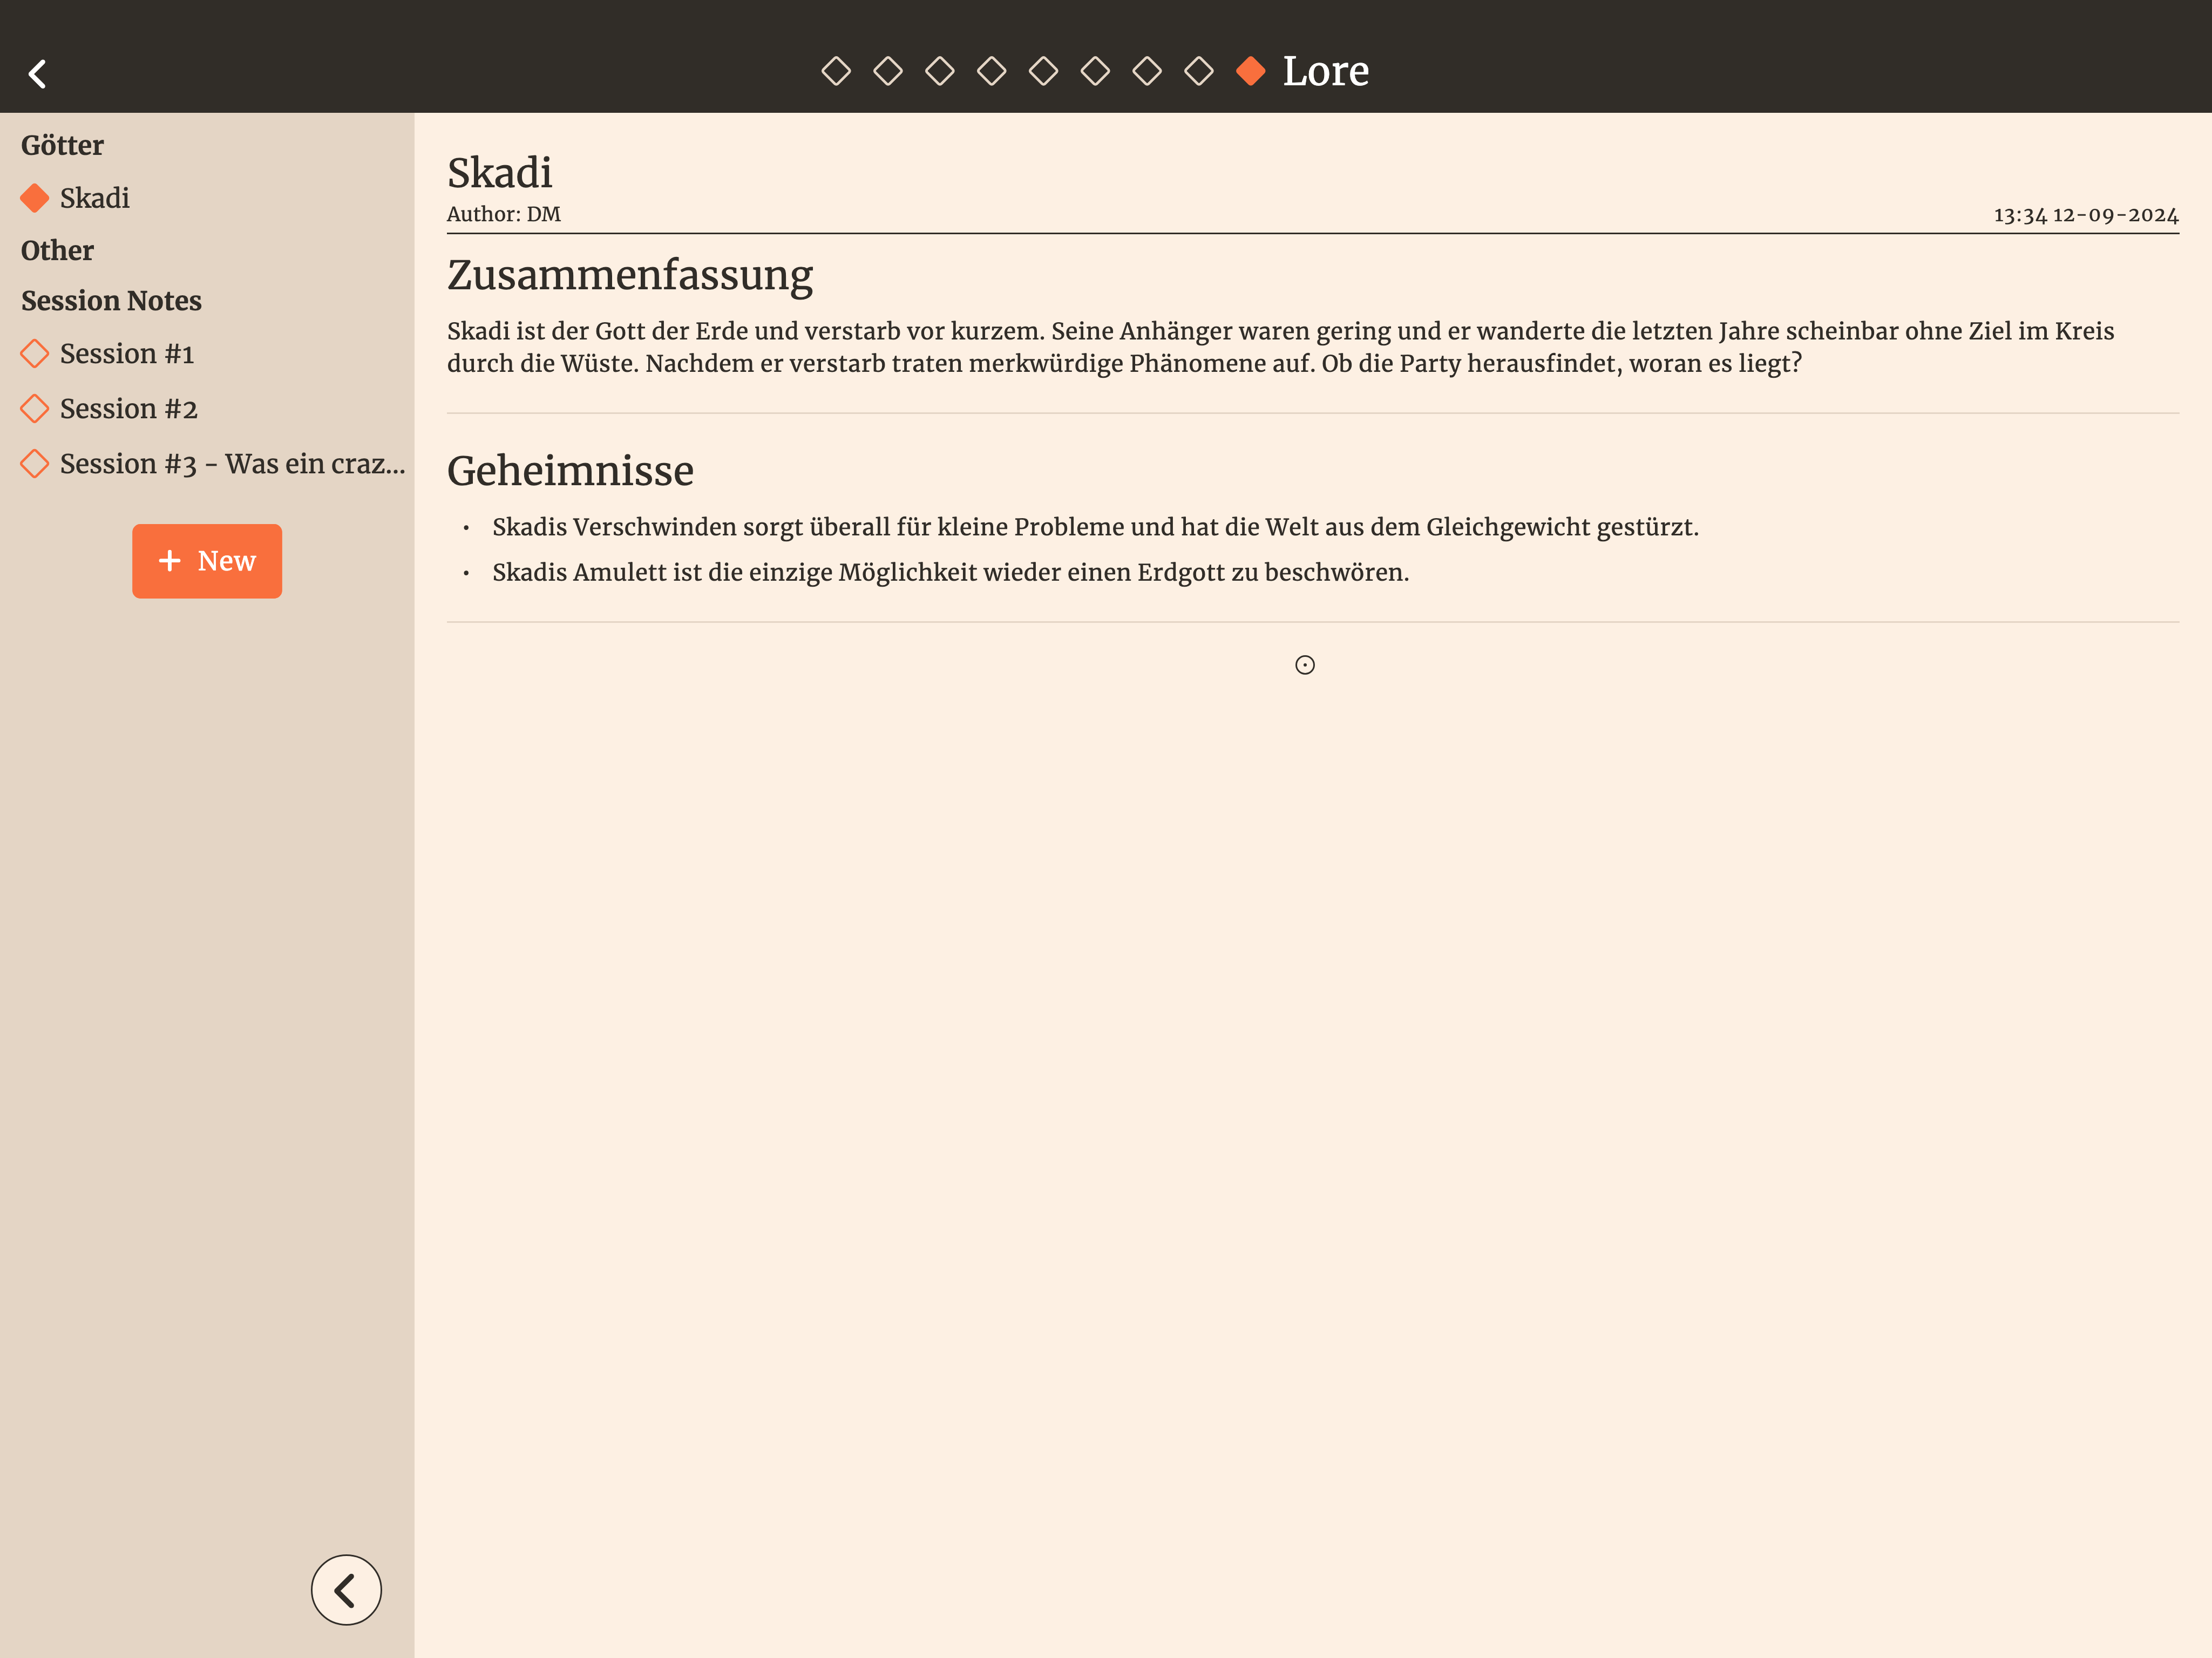 Lore
Götter
Skadi
Other
Session Notes
Session #1
Session #2
Session #3 - Was ein craz...
New
Skadi
Author: DM
13:34 12-09-2024
Zusammenfassung
Skadi ist der Gott der Erde und verstarb vor kurzem. Seine Anhänger waren gering und er wanderte die letzten Jahre scheinbar ohne Ziel im Kreis
durch die Wüste. Nachdem er verstarb traten merkwürdige Phänomene auf. Ob die Party herausfindet, woran es liegt?
Geheimnisse
• Skadis Verschwinden sorgt überall für kleine Probleme und hat die Welt aus dem Gleichgewicht gestürzt.
• Skadis Amulett ist die einzige Möglichkeit wieder einen Erdgott zu beschwören.